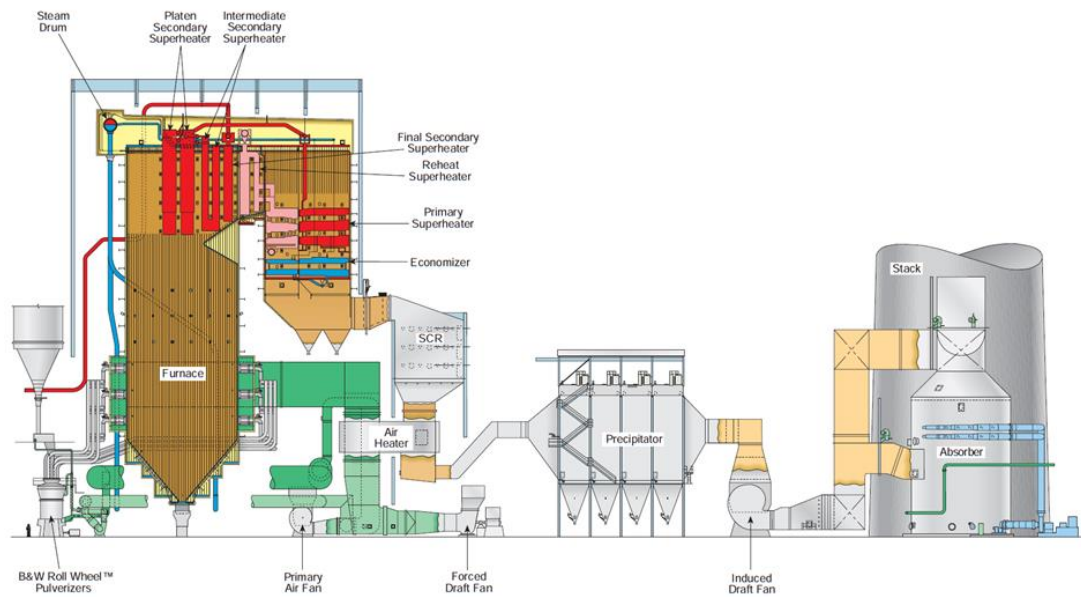 Steam
Drum
Platen
Secondary
Superheater
Intermediate
Secondary
Superheater
Final Secondary
Superheater
Reheat
Superheater
Primary
Superheater
Economizer
Stack
SCR
Furnace
Air
Heater
Precipitator
Absorber
B&W Roll Wheel™
Pulverizers
Primary
Air Fan
Forced
Draft Fan
Induced
Draft Fan